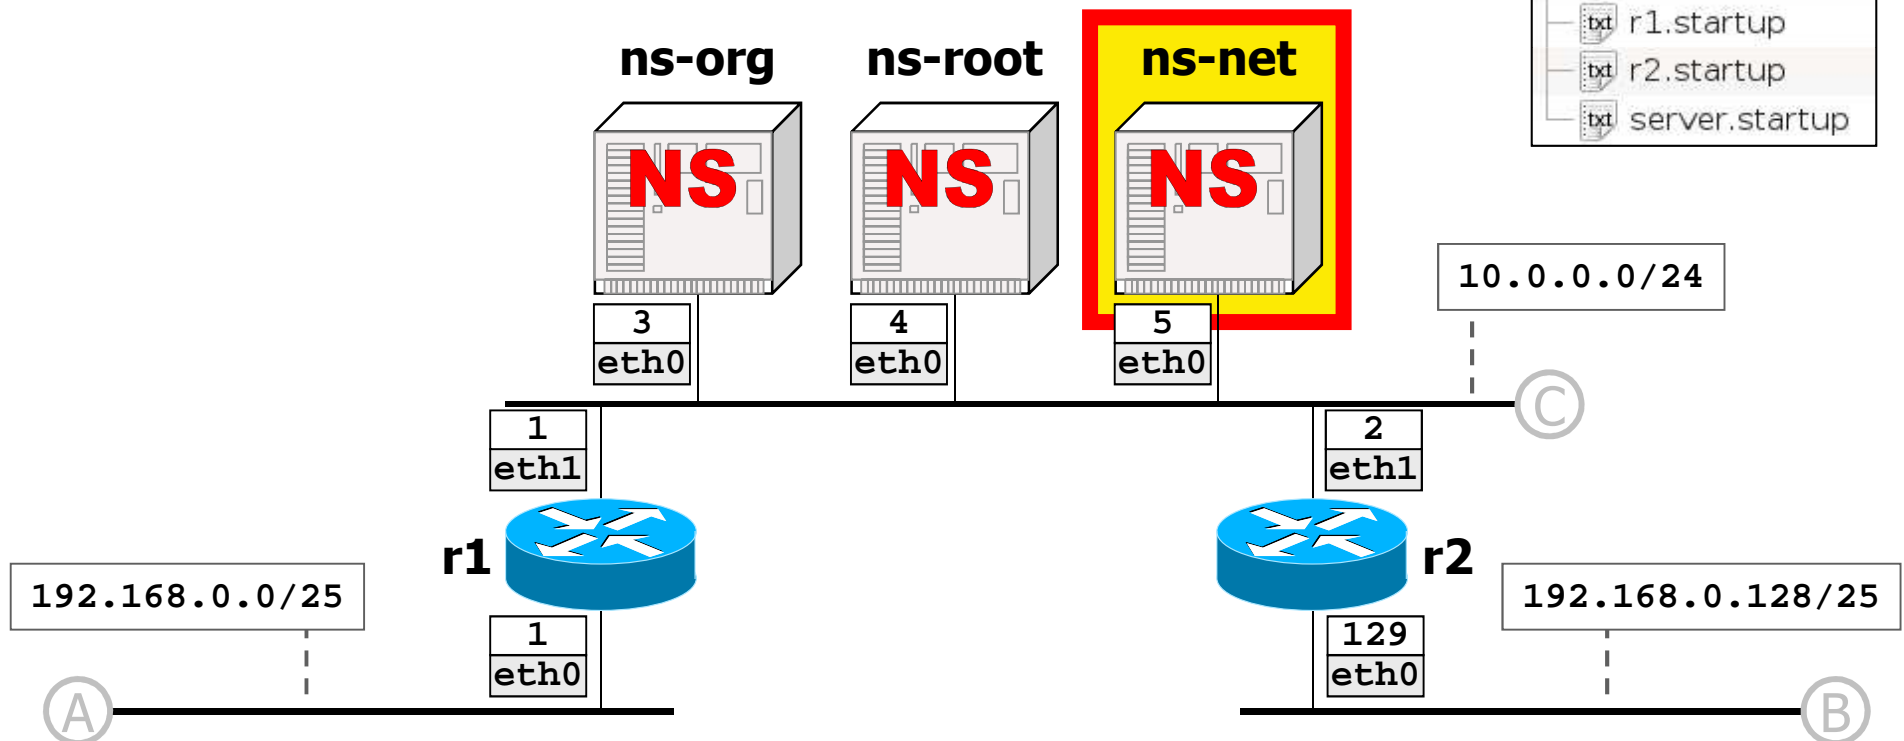 txt r1.startup
txt r2.startup
txt server.startup
ns-org
ns-root
ns-net
NS
NS
NS
10.0.0.0/24
3
eth0
4
eth0
5
eth0
C
1
eth1
2
eth1
r1
r2
192.168.0.0/25
192.168.0.128/25
1
eth0
129
eth0
A
B